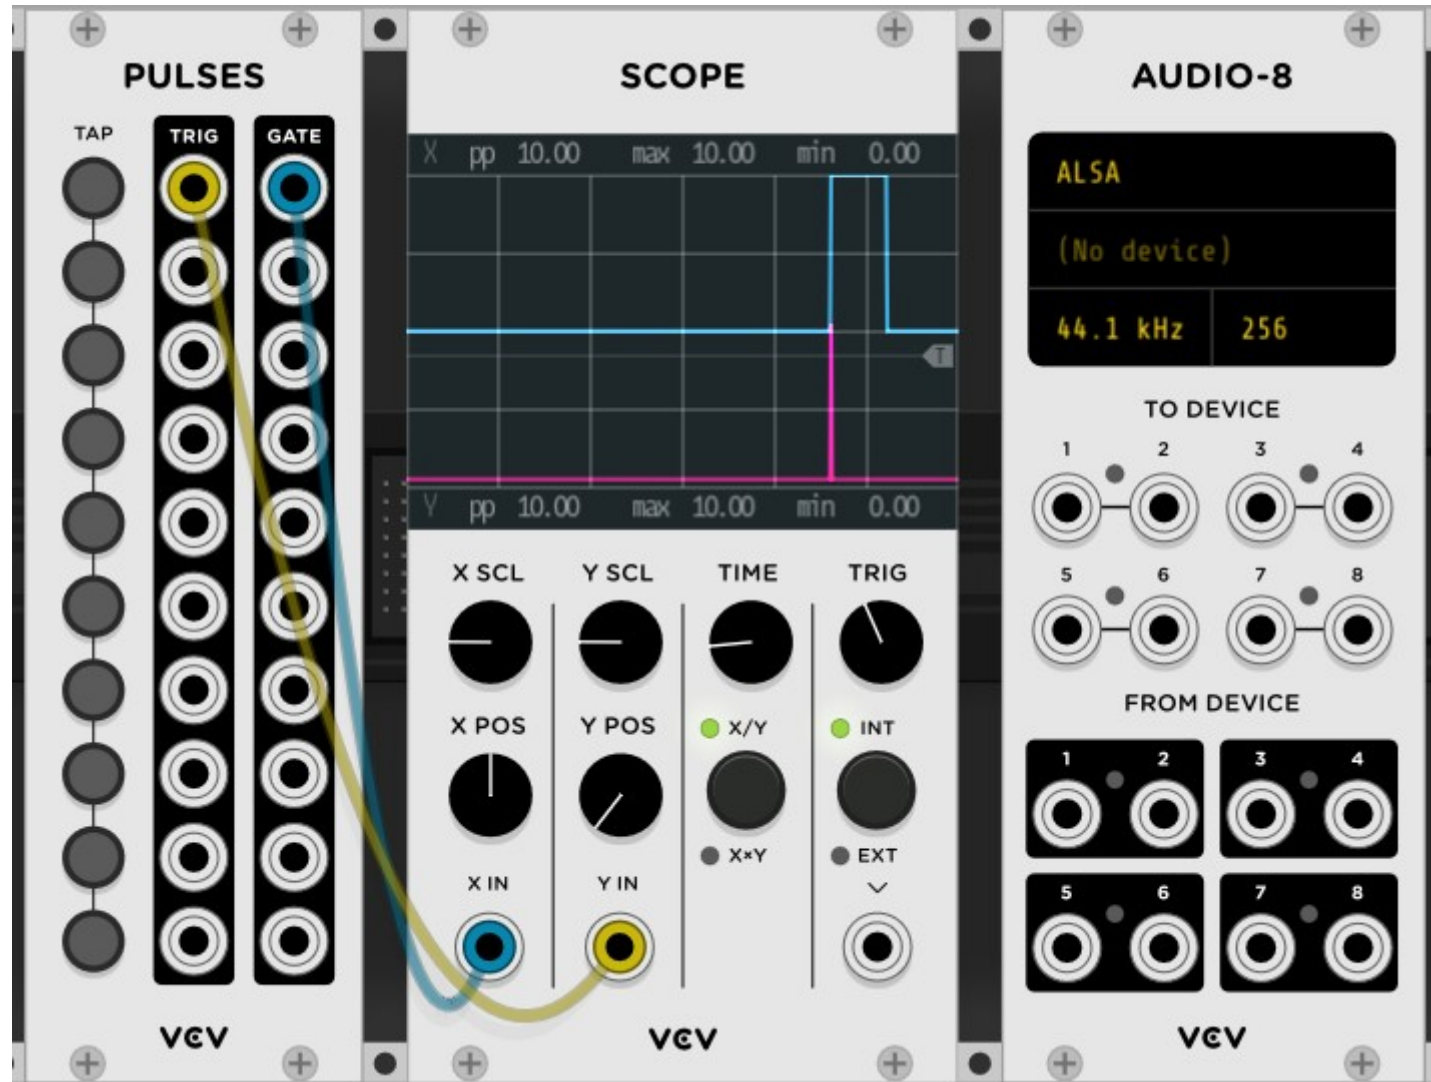 PULSES
TAP
TRIG
GATE
VCV
SCOPE
X pp 10.00 max 10.00 min 0.00
T
Y pp 10.00 max 10.00 min 0.00
X SCL
Y SCL
TIME
TRIG
X POS
Y POS
X/Y
INT
X×Y
EXT
X IN
Y IN
VCV
AUDIO-8
ALSA
(No device)
44.1 kHz
256
TO DEVICE
1 2 3 4
5 6 7 8
FROM DEVICE
1 2 3 4
5 6 7 8
VCV